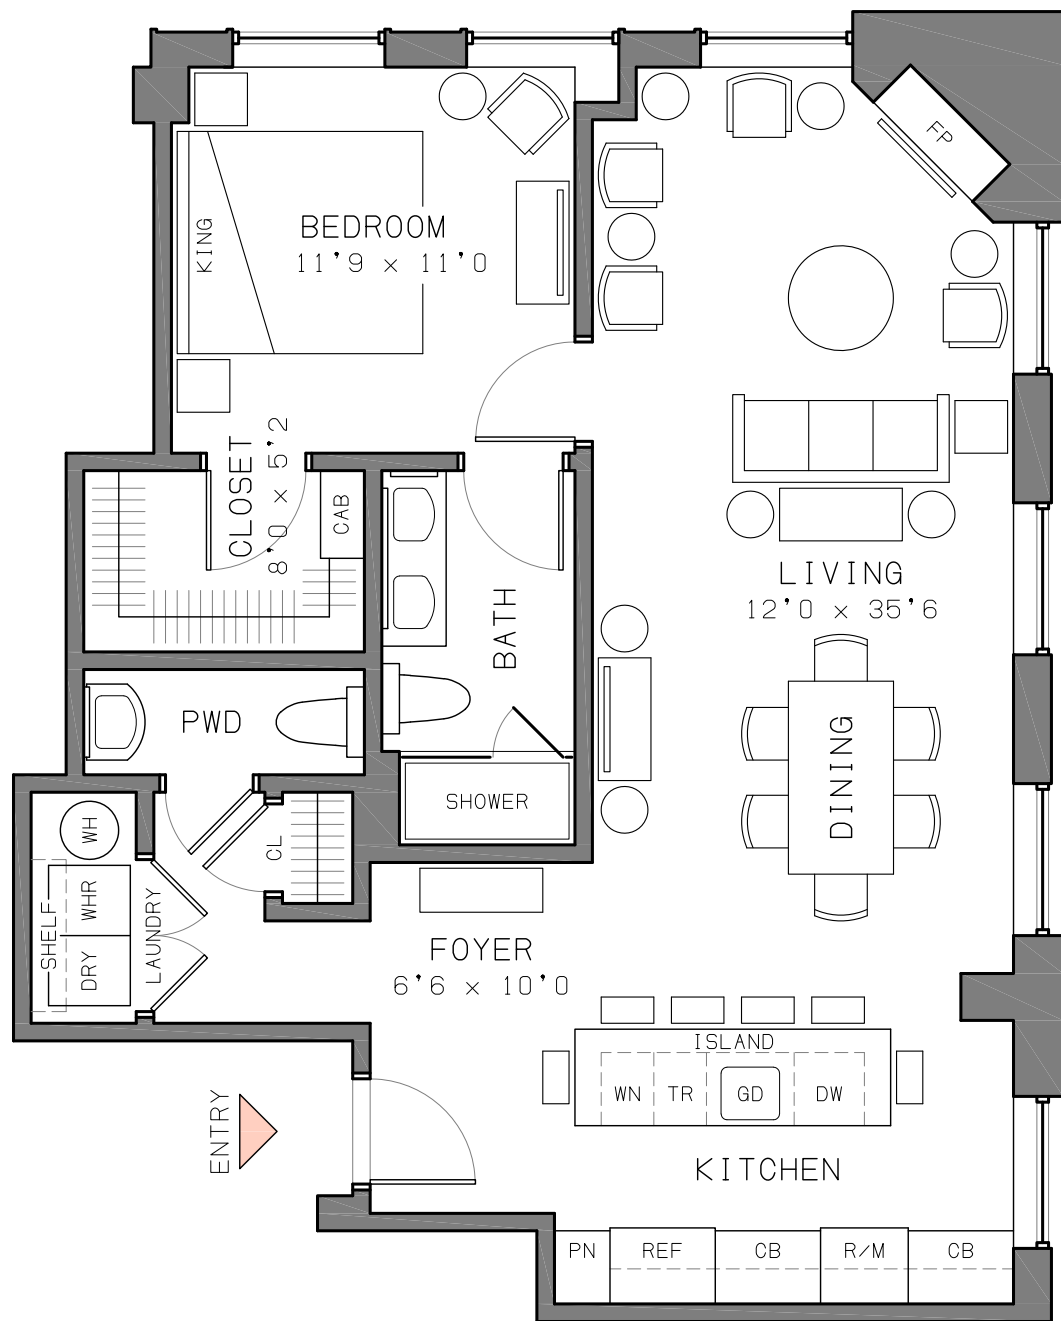 FP
BEDROOM
11'9 x 11'0
KING
CLOSET
8'0 x 5'2
CAB
LIVING
12'0 x 35'6
BATH
PWD
DINING
SHOWER
WH
CL
WHR
SHELF
LAUNDRY
DRY
FOYER
6'6 x 10'0
ISLAND
WN TR GD DW
ENTRY
KITCHEN
PN REF CB R/M CB